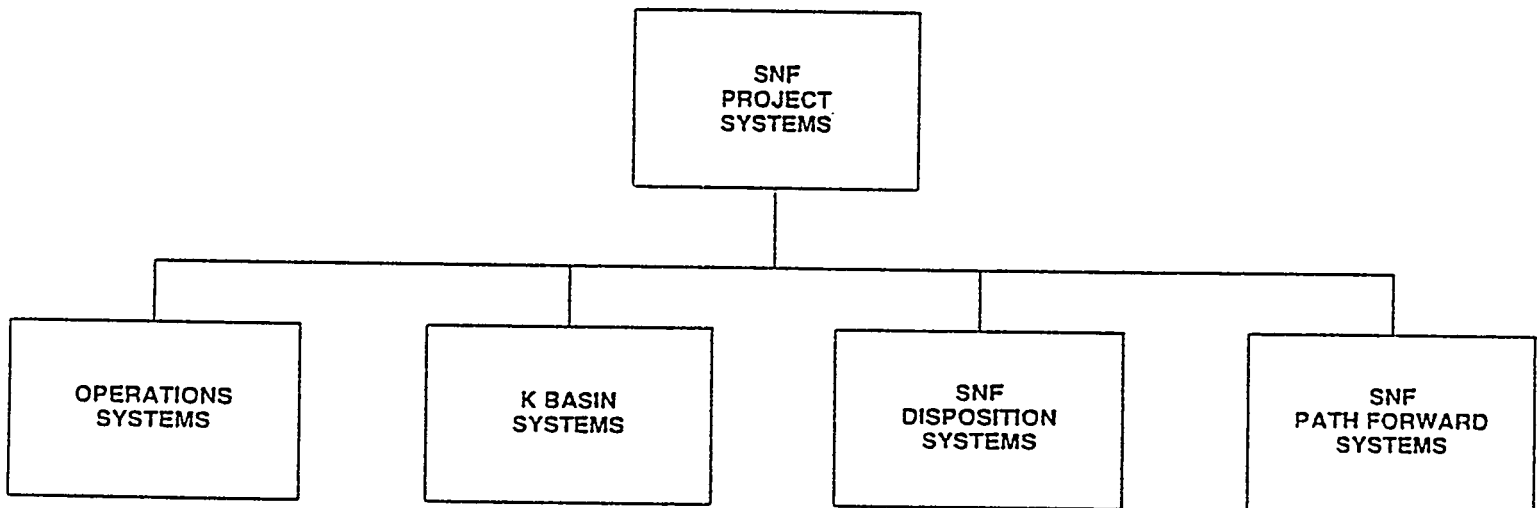 SNF
PROJECT
SYSTEMS
OPERATIONS
SYSTEMS
K BASIN
SYSTEMS
SNF
DISPOSITION
SYSTEMS
SNF
PATH FORWARD
SYSTEMS